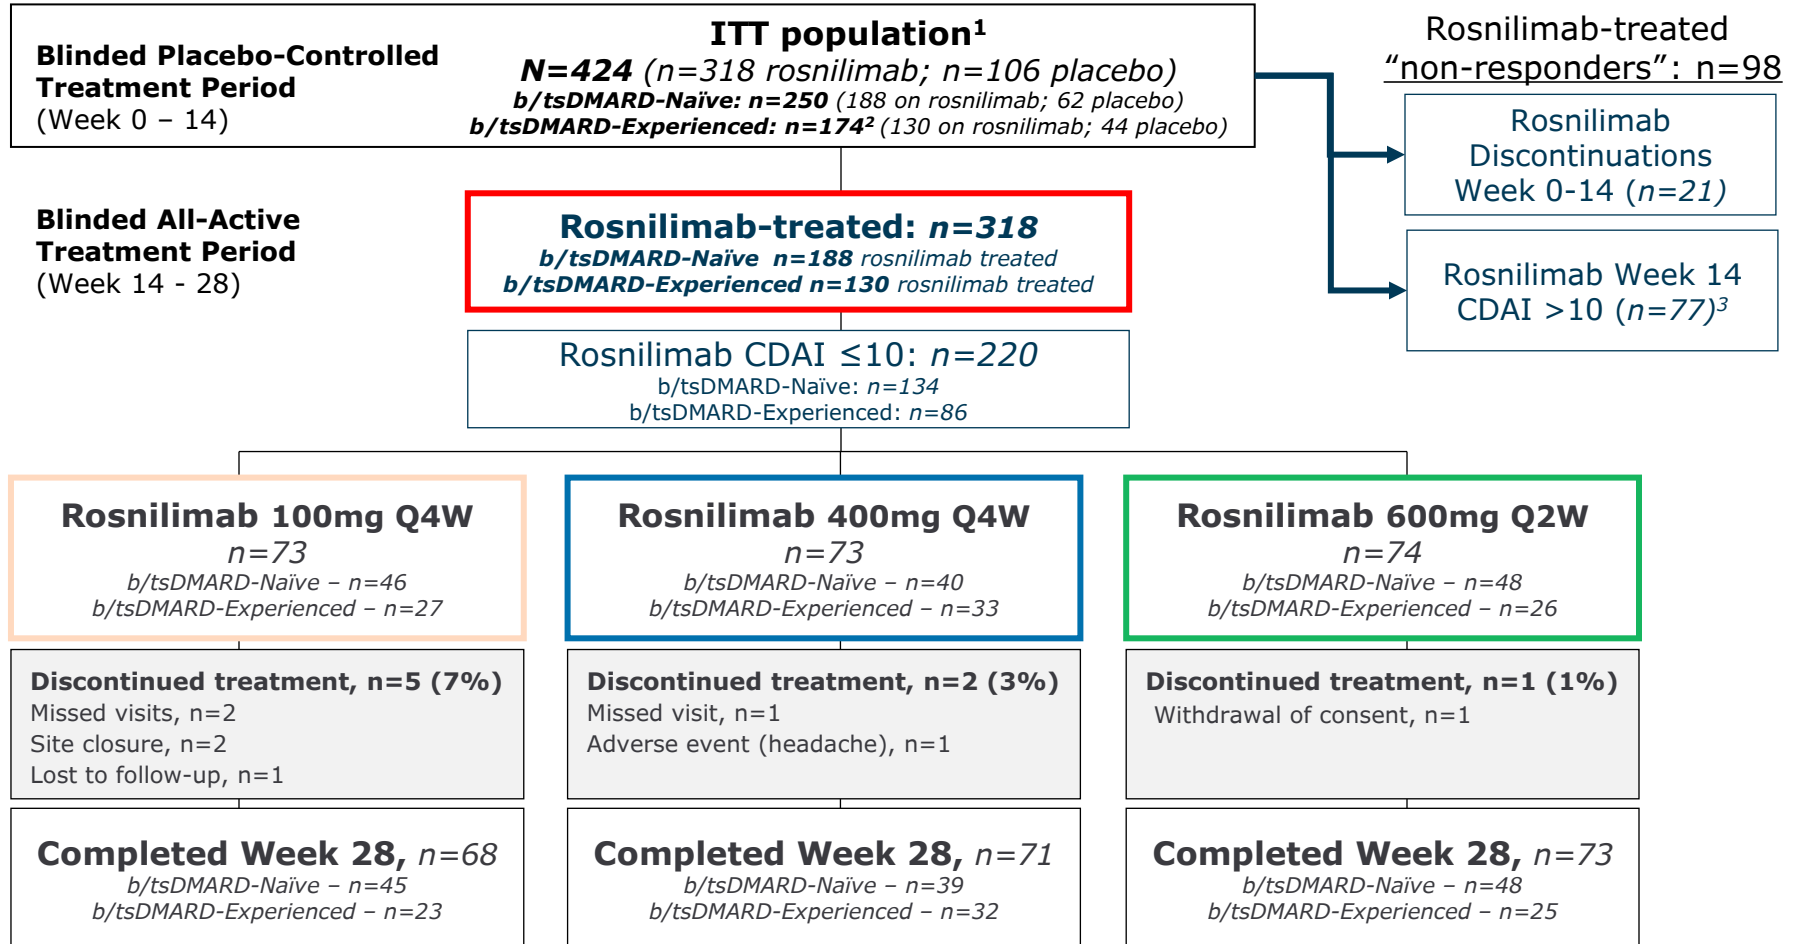 Blinded Placebo-Controlled
Treatment Period
(Week 0 – 14)
ITT population¹
N=424 (n=318 rosnilimab; n=106 placebo)
b/tsDMARD-Naïve: n=250 (188 on rosnilimab; 62 placebo)
b/tsDMARD-Experienced: n=174² (130 on rosnilimab; 44 placebo)
Rosnilimab-treated
“non-responders”: n=98
Rosnilimab
Discontinuations
Week 0-14 (n=21)
Rosnilimab Week 14
CDAI >10 (n=77)³
Blinded All-Active
Treatment Period
(Week 14 - 28)
Rosnilimab-treated: n=318
b/tsDMARD-Naïve n=188 rosnilimab treated
b/tsDMARD-Experienced n=130 rosnilimab treated
Rosnilimab CDAI ≤10: n=220
b/tsDMARD-Naïve: n=134
b/tsDMARD-Experienced: n=86
Rosnilimab 100mg Q4W
n=73
b/tsDMARD-Naïve – n=46
b/tsDMARD-Experienced – n=27
Rosnilimab 400mg Q4W
n=73
b/tsDMARD-Naïve – n=40
b/tsDMARD-Experienced – n=33
Rosnilimab 600mg Q2W
n=74
b/tsDMARD-Naïve – n=48
b/tsDMARD-Experienced – n=26
Discontinued treatment, n=5 (7%)
Missed visits, n=2
Site closure, n=2
Lost to follow-up, n=1
Discontinued treatment, n=2 (3%)
Missed visit, n=1
Adverse event (headache), n=1
Discontinued treatment, n=1 (1%)
Withdrawal of consent, n=1
Completed Week 28, n=68
b/tsDMARD-Naïve – n=45
b/tsDMARD-Experienced – n=23
Completed Week 28, n=71
b/tsDMARD-Naïve – n=39
b/tsDMARD-Experienced – n=32
Completed Week 28, n=73
b/tsDMARD-Naïve – n=48
b/tsDMARD-Experienced – n=25